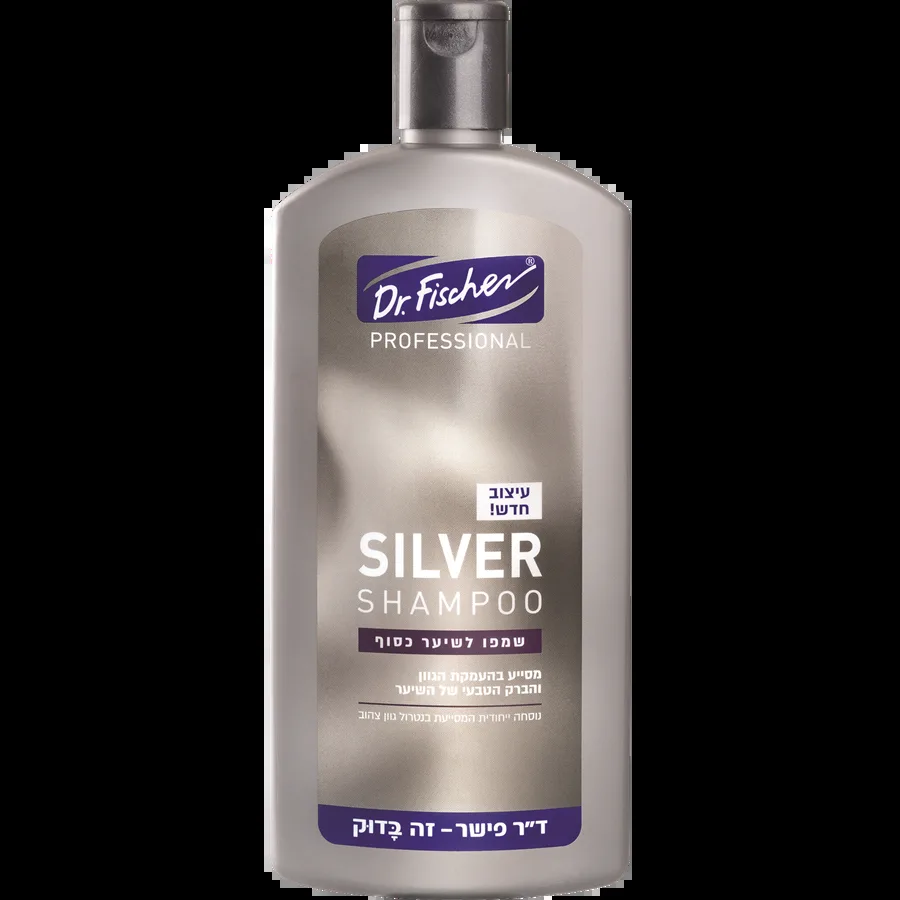 Dr. Fischer®
PROFESSIONAL
עיצוב
חדש!
SILVER
SHAMPOO
שמפו לשיער כסוף
מסייע בהעמקת הגוון
והברק הטבעי של השיער
נוסחה ייחודית המסייעת בנטרול גוון צהוב
ד"ר פישר – זה בָּדוּק